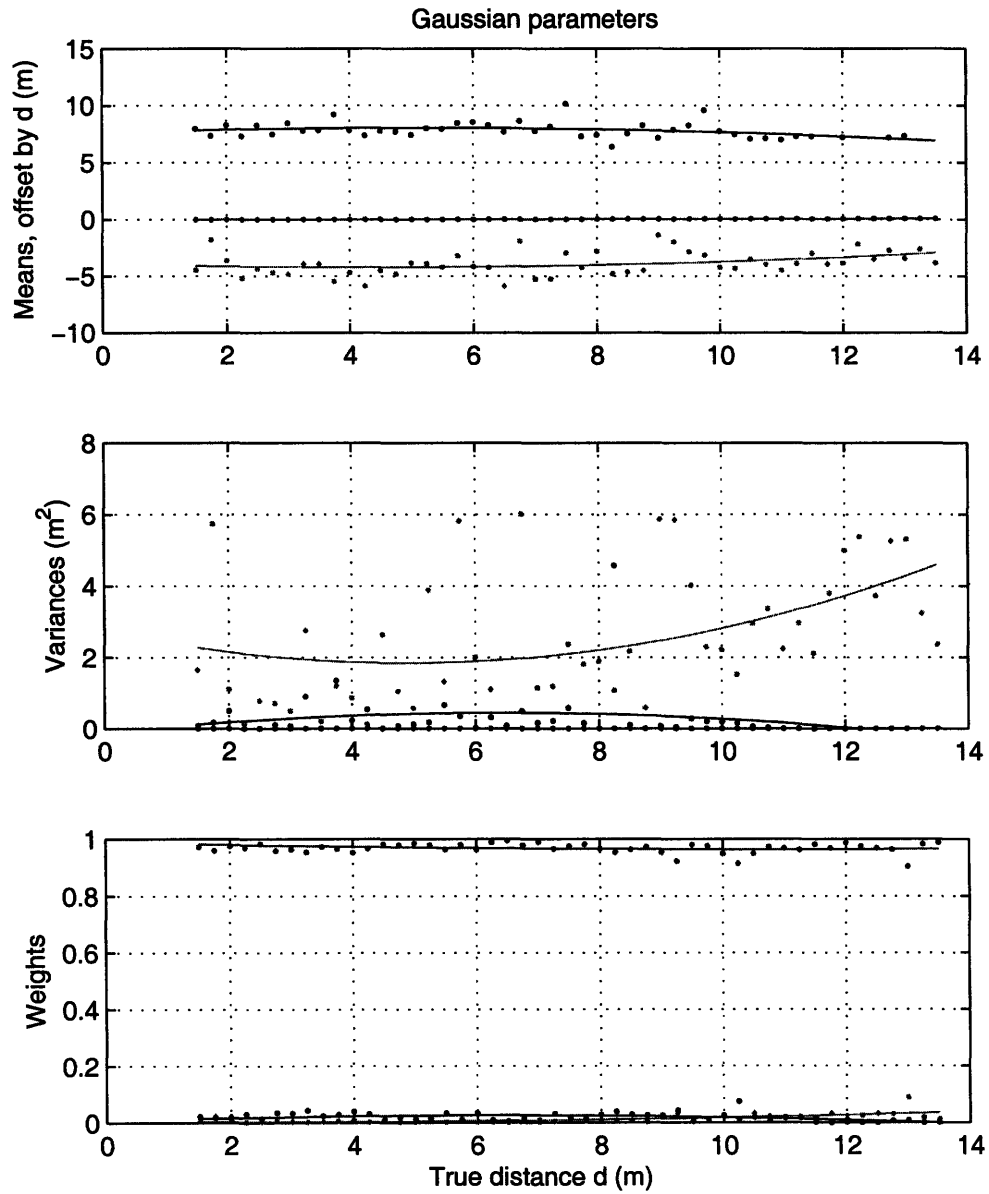 Gaussian parameters
Means, offset by d (m)
15
10
5
0
−5
−10
0 2 4 6 8 10 12 14
Variances (m²)
8
6
4
2
0
0 2 4 6 8 10 12 14
Weights
1
0.8
0.6
0.4
0.2
0
0 2 4 6 8 10 12 14
True distance d (m)